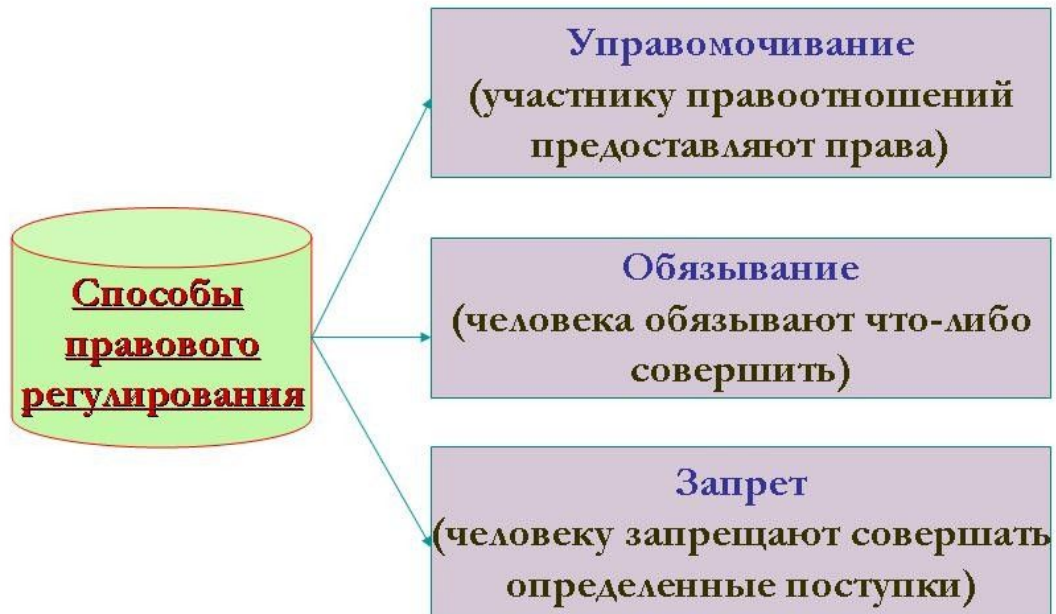 Способы
правового
регулирования
Управомочивание
(участнику правоотношений
предоставляют права)
Обязывание
(человека обязывают что-либо
совершить)
Запрет
(человеку запрещают совершать
определенные поступки)